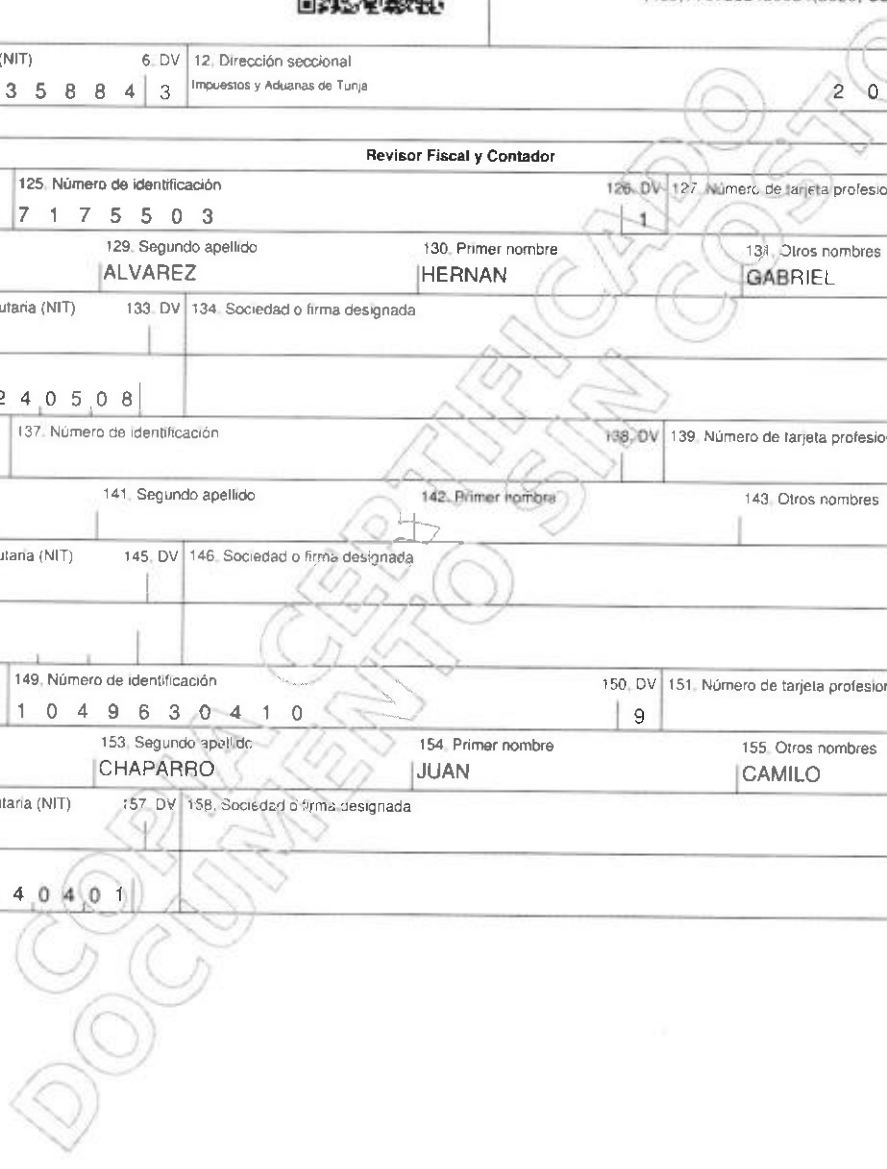 (NIT) 6. DV 12. Dirección seccional
3 5 8 8 4 3 Impuestos y Aduanas de Tunja 2 0
Revisor Fiscal y Contador
125. Número de identificación 126. DV 127. Número de tarjeta profesio
7 1 7 5 5 0 3 1
129. Segundo apellido 130. Primer nombre 131. Otros nombres
ALVAREZ HERNAN GABRIEL
utaria (NIT) 133. DV 134. Sociedad o firma designada
2 4 0 5 0 8
137. Número de identificación 138. DV 139. Número de tarjeta profesio
141. Segundo apellido 142. Primer nombre 143. Otros nombres
utaria (NIT) 145. DV 146. Sociedad o firma designada
149. Número de identificación 150. DV 151. Número de tarjeta profesion
1 0 4 9 6 3 0 4 1 0 9
153. Segundo apellido 154. Primer nombre 155. Otros nombres
CHAPARRO JUAN CAMILO
utaria (NIT) 157. DV 158. Sociedad o firma designada
4 0 4 0 1
COPIA CERTIFICADO
DOCUMENTO SIN COSTO